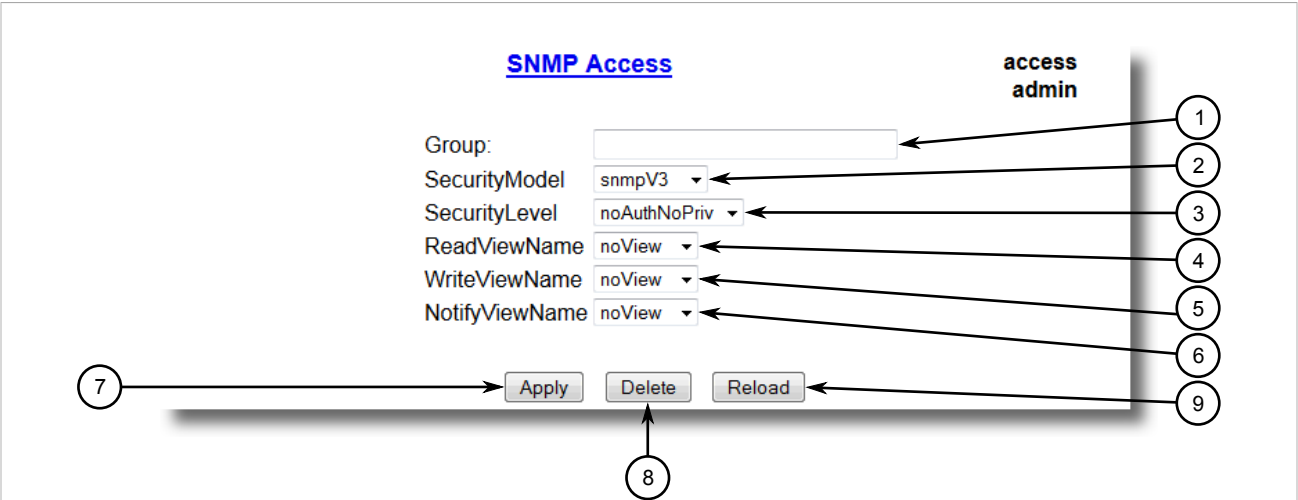 SNMP Access
access
admin
Group:
1
SecurityModel snmpV3
2
SecurityLevel noAuthNoPriv
3
ReadViewName noView
4
WriteViewName noView
5
NotifyViewName noView
6
7
Apply Delete Reload
9
8